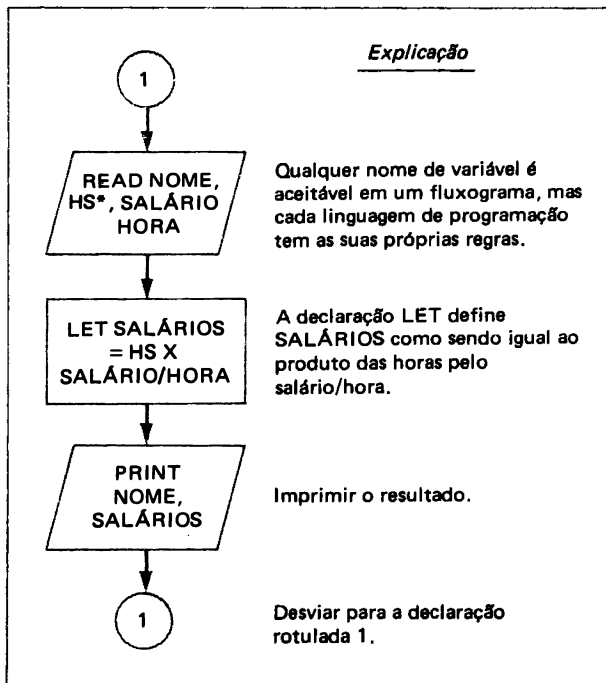 Explicação
1
READ NOME,
HS*, SALÁRIO
HORA
Qualquer nome de variável é
aceitável em um fluxograma, mas
cada linguagem de programação
tem as suas próprias regras.
LET SALÁRIOS
= HS X
SALÁRIO/HORA
A declaração LET define
SALÁRIOS como sendo igual ao
produto das horas pelo
salário/hora.
PRINT
NOME,
SALÁRIOS
Imprimir o resultado.
1
Desviar para a declaração
rotulada 1.